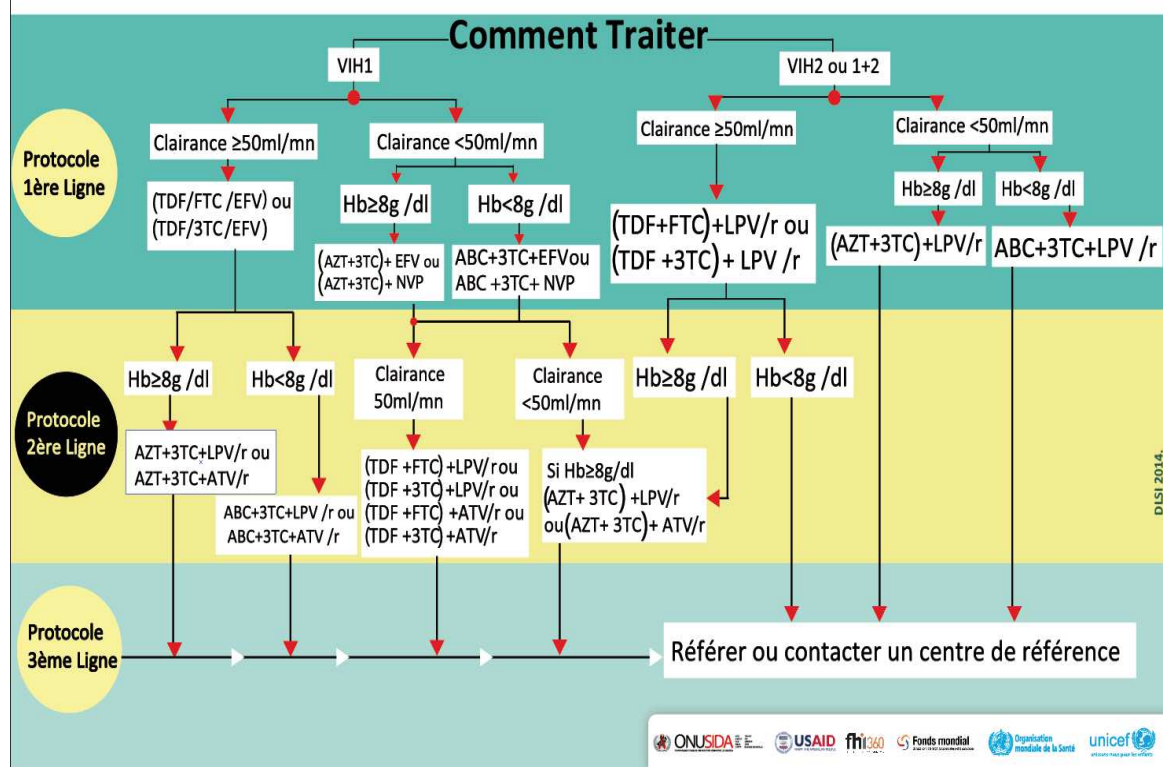 Comment Traiter
VIH1
VIH2 ou 1+2
Protocole
1ère Ligne
Clairance ≥50ml/mn
Clairance <50ml/mn
Clairance ≥50ml/mn
Clairance <50ml/mn
(TDF/FTC /EFV) ou
(TDF/3TC/EFV)
Hb≥8g /dl
Hb<8g /dl
(AZT+3TC)+ EFV ou
(AZT+3TC)+ NVP
ABC+3TC+EFV ou
ABC +3TC+ NVP
(TDF+FTC)+LPV/r ou
(TDF +3TC)+ LPV /r
Hb≥8g /dl
Hb<8g /dl
(AZT+3TC)+LPV/r
ABC+3TC+LPV /r
Protocole
2ère Ligne
Hb≥8g /dl
Hb<8g /dl
Clairance
50ml/mn
Clairance
<50ml/mn
Hb≥8g /dl
Hb<8g /dl
AZT+3TC+LPV/r ou
AZT+3TC+ATV/r
ABC+3TC+LPV /r ou
ABC+3TC+ATV /r
(TDF +FTC) +LPV/r ou
(TDF +3TC) +LPV/r ou
(TDF +FTC) +ATV/r ou
(TDF +3TC) +ATV/r
Si Hb≥8g/dl
(AZT+ 3TC) +LPV/r
ou(AZT+ 3TC)+ ATV/r
DLSI 2014.
Protocole
3ème Ligne
Référer ou contacter un centre de référence
ONUSIDA
USAID
fhi360
Fonds mondial
Organisation
mondiale de la Santé
unicef